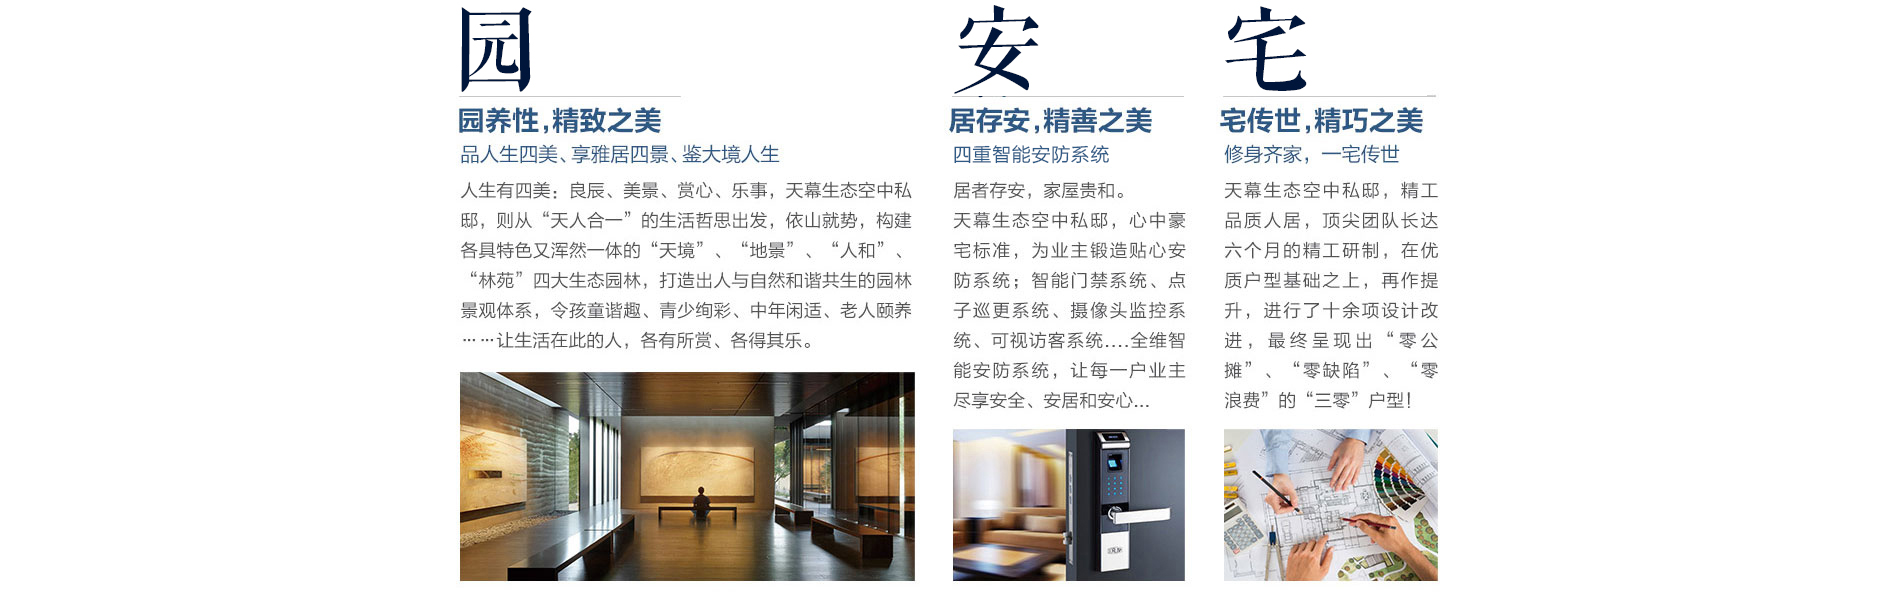 园
园养性，精致之美
品人生四美、享雅居四景、鉴大境人生
人生有四美：良辰、美景、赏心、乐事，天幕生态空中私
邸，则从“天人合一”的生活哲思出发，依山就势，构建
各具特色又浑然一体的“天境”、“地景”、“人和”、
“林苑”四大生态园林，打造出人与自然和谐共生的园林
景观体系，令孩童谐趣、青少绚彩、中年闲适、老人颐养
……让生活在此的人，各有所赏、各得其乐。
安
居存安，精善之美
四重智能安防系统
居者存安，家屋贵和。
天幕生态空中私邸，心中豪
宅标准，为业主锻造贴心安
防系统；智能门禁系统、点
子巡更系统、摄像头监控系
统、可视访客系统....全维智
能安防系统，让每一户业主
尽享安全、安居和安心...
宅
宅传世，精巧之美
修身齐家，一宅传世
天幕生态空中私邸，精工
品质人居，顶尖团队长达
六个月的精工研制，在优
质户型基础之上，再作提
升，进行了十余项设计改
进，最终呈现出“零公
摊”、“零缺陷”、“零
浪费”的“三零”户型！